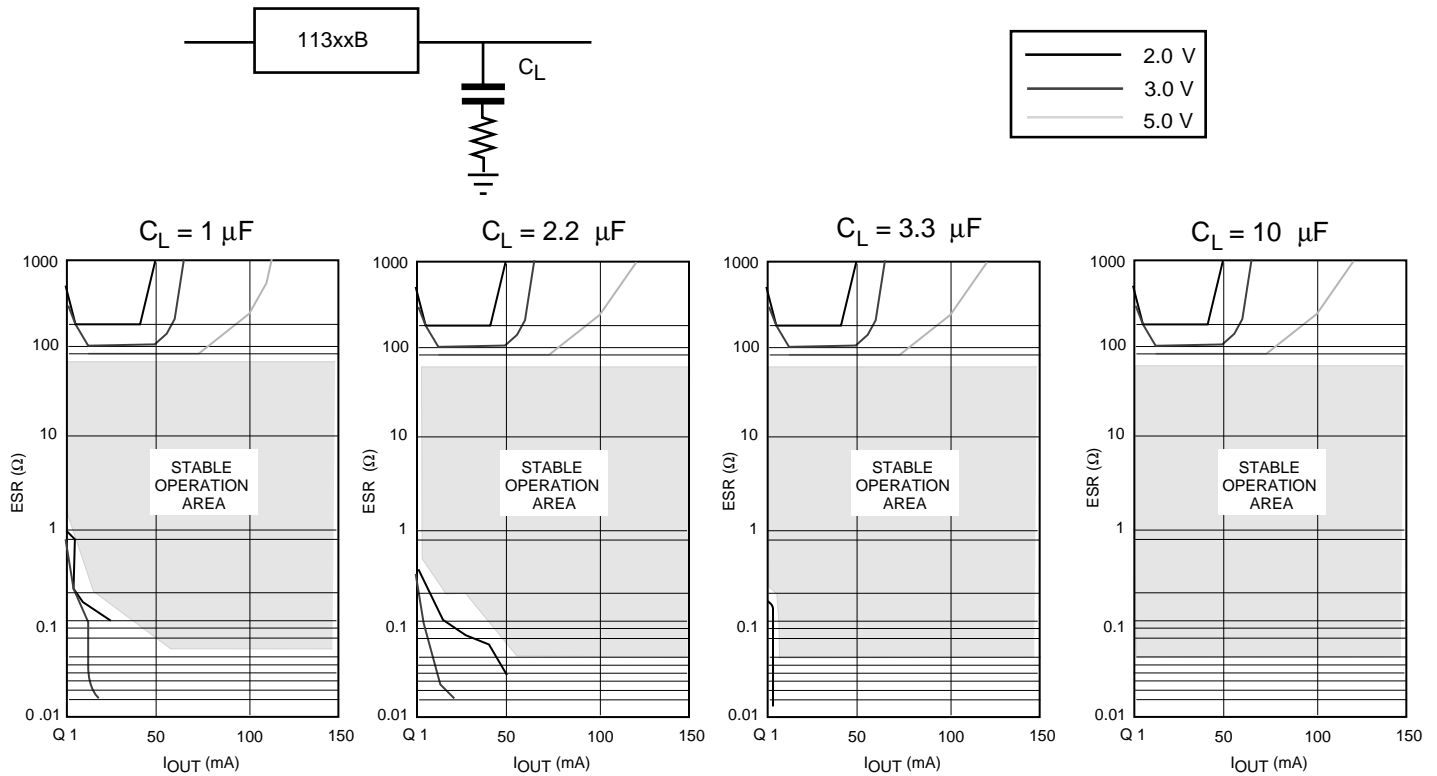 113xxB
CL
2.0 V
3.0 V
5.0 V
CL = 1 µF
CL = 2.2 µF
CL = 3.3 µF
CL = 10 µF
1000
100
10
1
0.1
0 .01
ESR (Ω)
STABLE
OPERATION
AREA
Q 1
50
100
150
IOUT (mA)
1000
100
10
1
0.1
0.01
ESR (Ω)
STABLE
OPERATION
AREA
Q 1
50
100
150
IOUT (mA)
1000
100
10
1
0.1
0 .01
ESR (Ω)
STABLE
OPERATION
AREA
Q 1
50
100
150
IOUT (mA)
1000
100
10
1
0.1
0.01
ESR (Ω)
STABLE
OPERATION
AREA
Q 1
50
100
150
IOUT (mA)